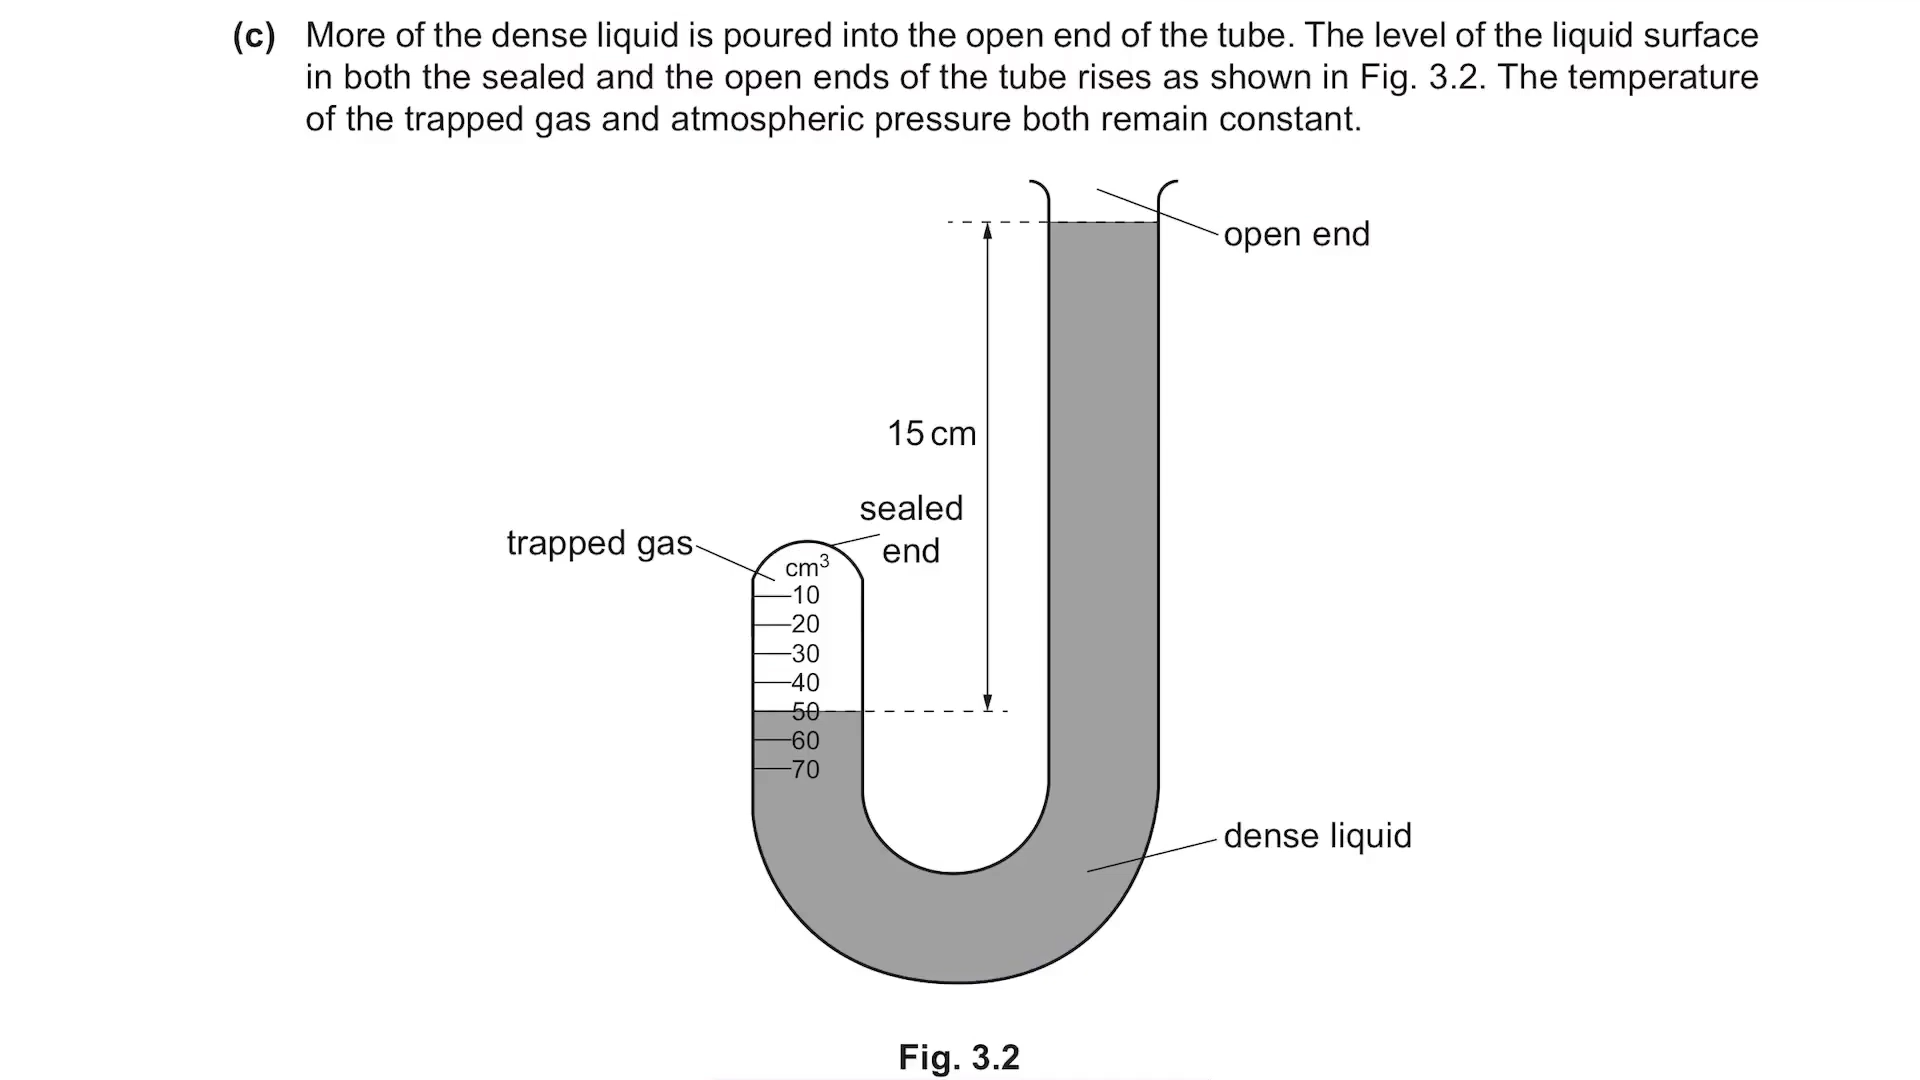 (c) More of the dense liquid is poured into the open end of the tube. The level of the liquid surface
in both the sealed and the open ends of the tube rises as shown in Fig. 3.2. The temperature
of the trapped gas and atmospheric pressure both remain constant.
open end
15 cm
sealed
end
trapped gas
cm³
10
20
30
40
50
60
70
dense liquid
Fig. 3.2